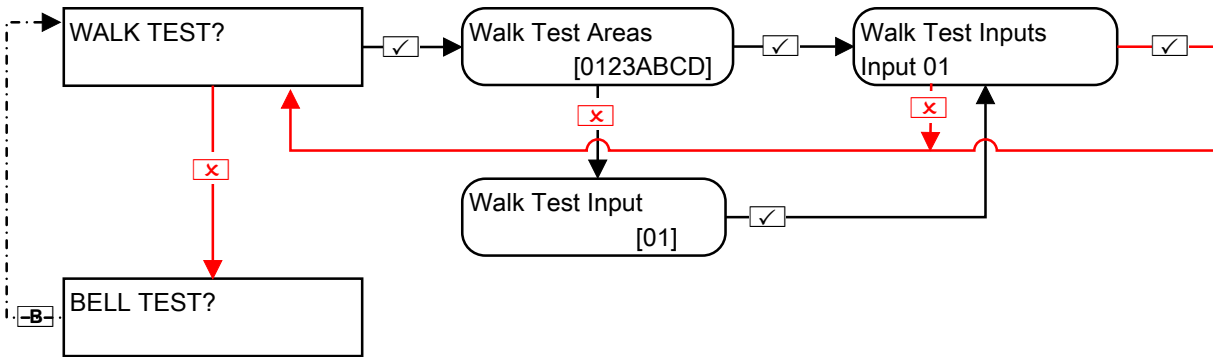 WALK TEST?
✓
Walk Test Areas
[0123ABCD]
✓
Walk Test Inputs
Input 01
✓
x
x
x
Walk Test Input
[01]
✓
BELL TEST?
B